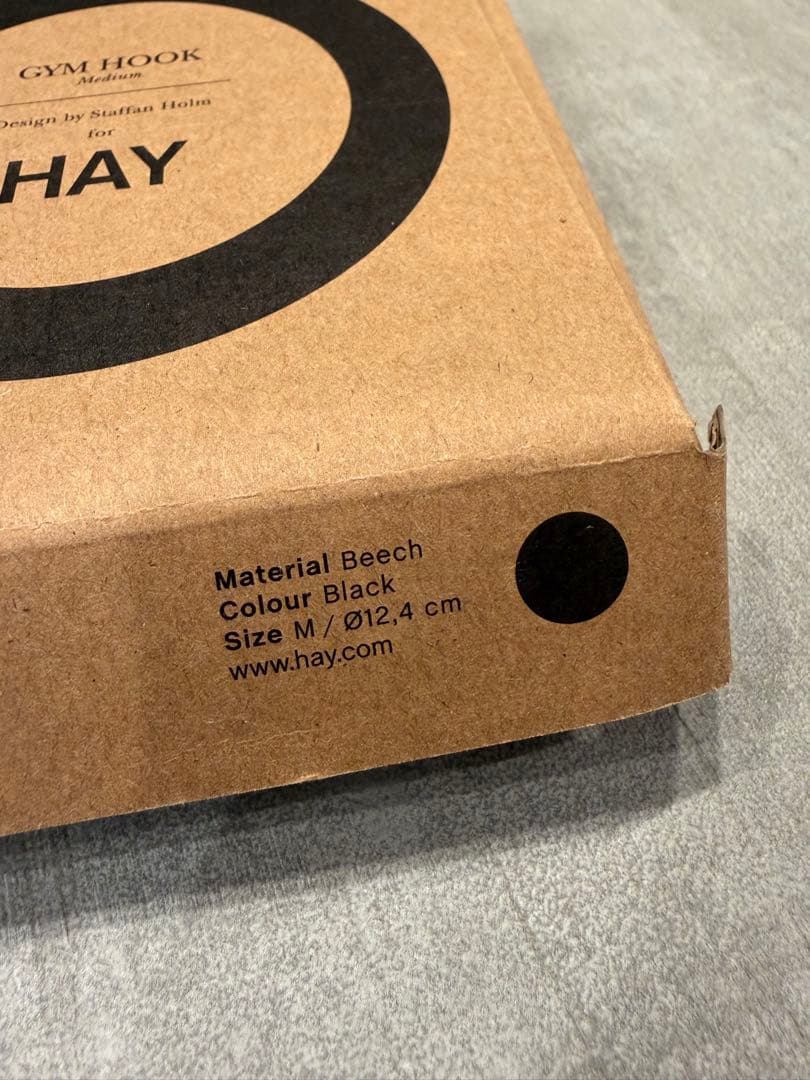 GYM HOOK
Medium
Design by Staffan Holm
for
HAY
Material Beech
Colour Black
Size M / Ø12,4 cm
www.hay.com